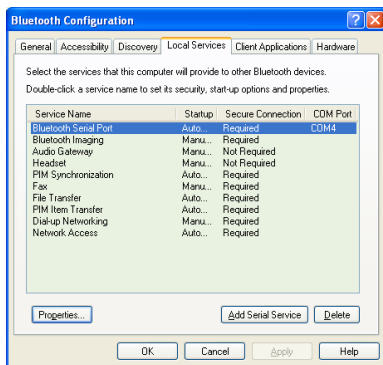 Bluetooth Configuration
General Accessibility Discovery Local Services Client Applications Hardware
Select the services that this computer will provide to other Bluetooth devices.
Double-click a service name to set its security, start-up options and properties.
Service Name Startup Secure Connection COM Port
Bluetooth Serial Port Auto... Required COM4
Bluetooth Imaging Manu... Required
Audio Gateway Manu... Not Required
Headset Manu... Not Required
PIM Synchronization Auto... Required
Fax Manu... Required
File Transfer Auto... Required
PIM Item Transfer Auto... Required
Dial-up Networking Manu... Required
Network Access Auto... Required
Properties... Add Serial Service Delete
OK Cancel Apply Help